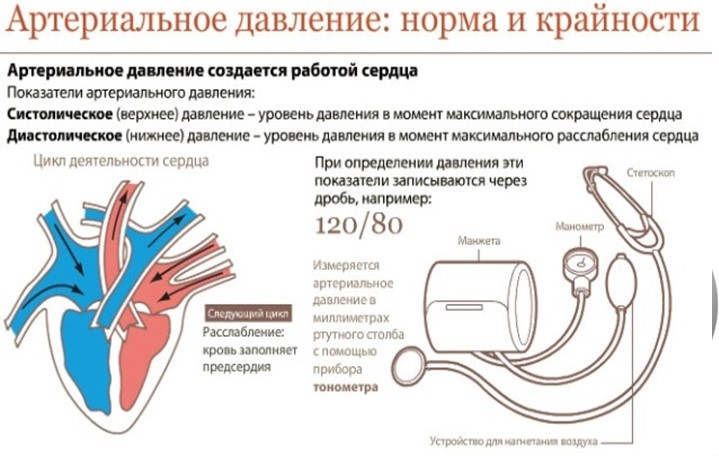 Артериальное давление: норма и крайности
Артериальное давление создается работой сердца
Показатели артериального давления:
Систолическое (верхнее) давление – уровень давления в момент максимального сокращения сердца
Диастолическое (нижнее) давление – уровень давления в момент максимального расслабления сердца
Цикл деятельности сердца
Следующий цикл
Расслабление:
кровь заполняет
предсердия
При определении давления эти
показатели записываются через
дробь, например:
120/80
Измеряется
артериальное
давление в
миллиметрах
ртутного столба
с помощью
прибора
тонометра
Манжета
Манометр
Стетоскоп
Устройство для нагнетания воздуха